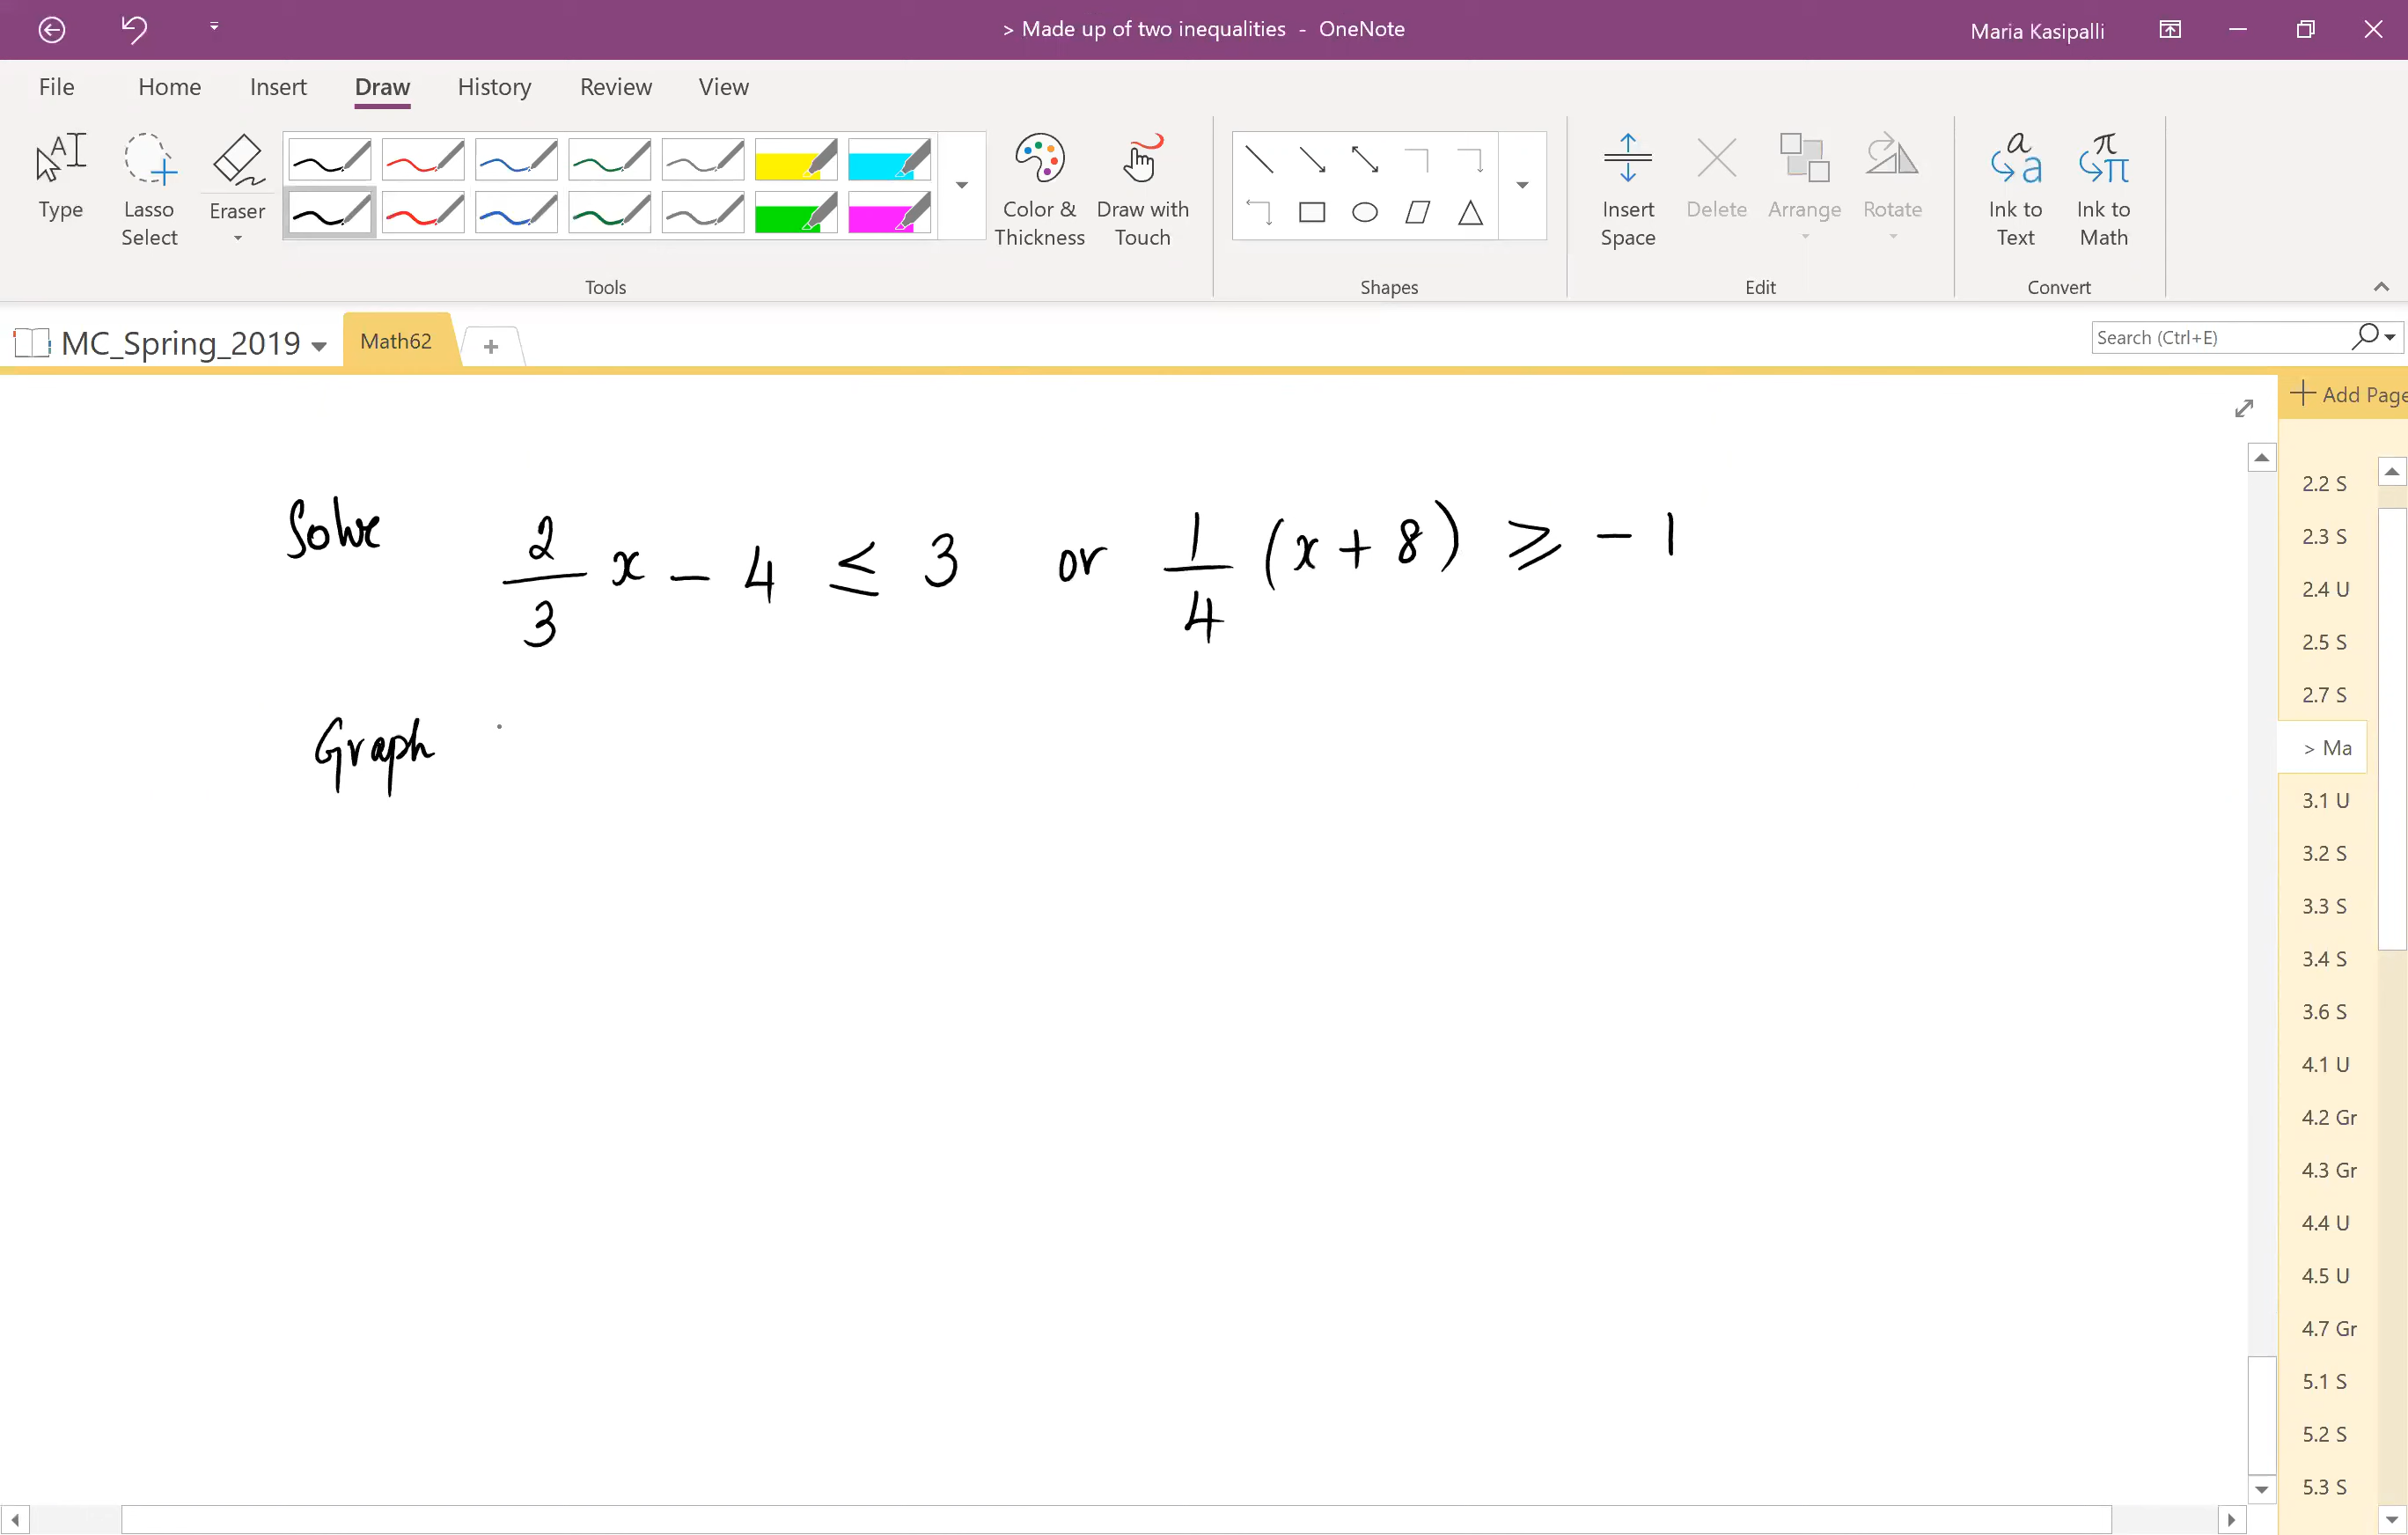 > Made up of two inequalities - OneNote
Maria Kasipalli
File Home Insert Draw History Review View
Type
Lasso Select
Eraser
Color & Thickness
Draw with Touch
Insert Space
Delete
Arrange
Rotate
Ink to Text
Ink to Math
Tools
Shapes
Edit
Convert
MC_Spring_2019
Math62
Search (Ctrl+E)
Add Page
Solve 2/3 x - 4 ≤ 3 or 1/4 (x + 8) ≥ - 1
Graph
2.2 S
2.3 S
2.4 U
2.5 S
2.7 S
> Ma
3.1 U
3.2 S
3.3 S
3.4 S
3.6 S
4.1 U
4.2 Gr
4.3 Gr
4.4 U
4.5 U
4.7 Gr
5.1 S
5.2 S
5.3 S